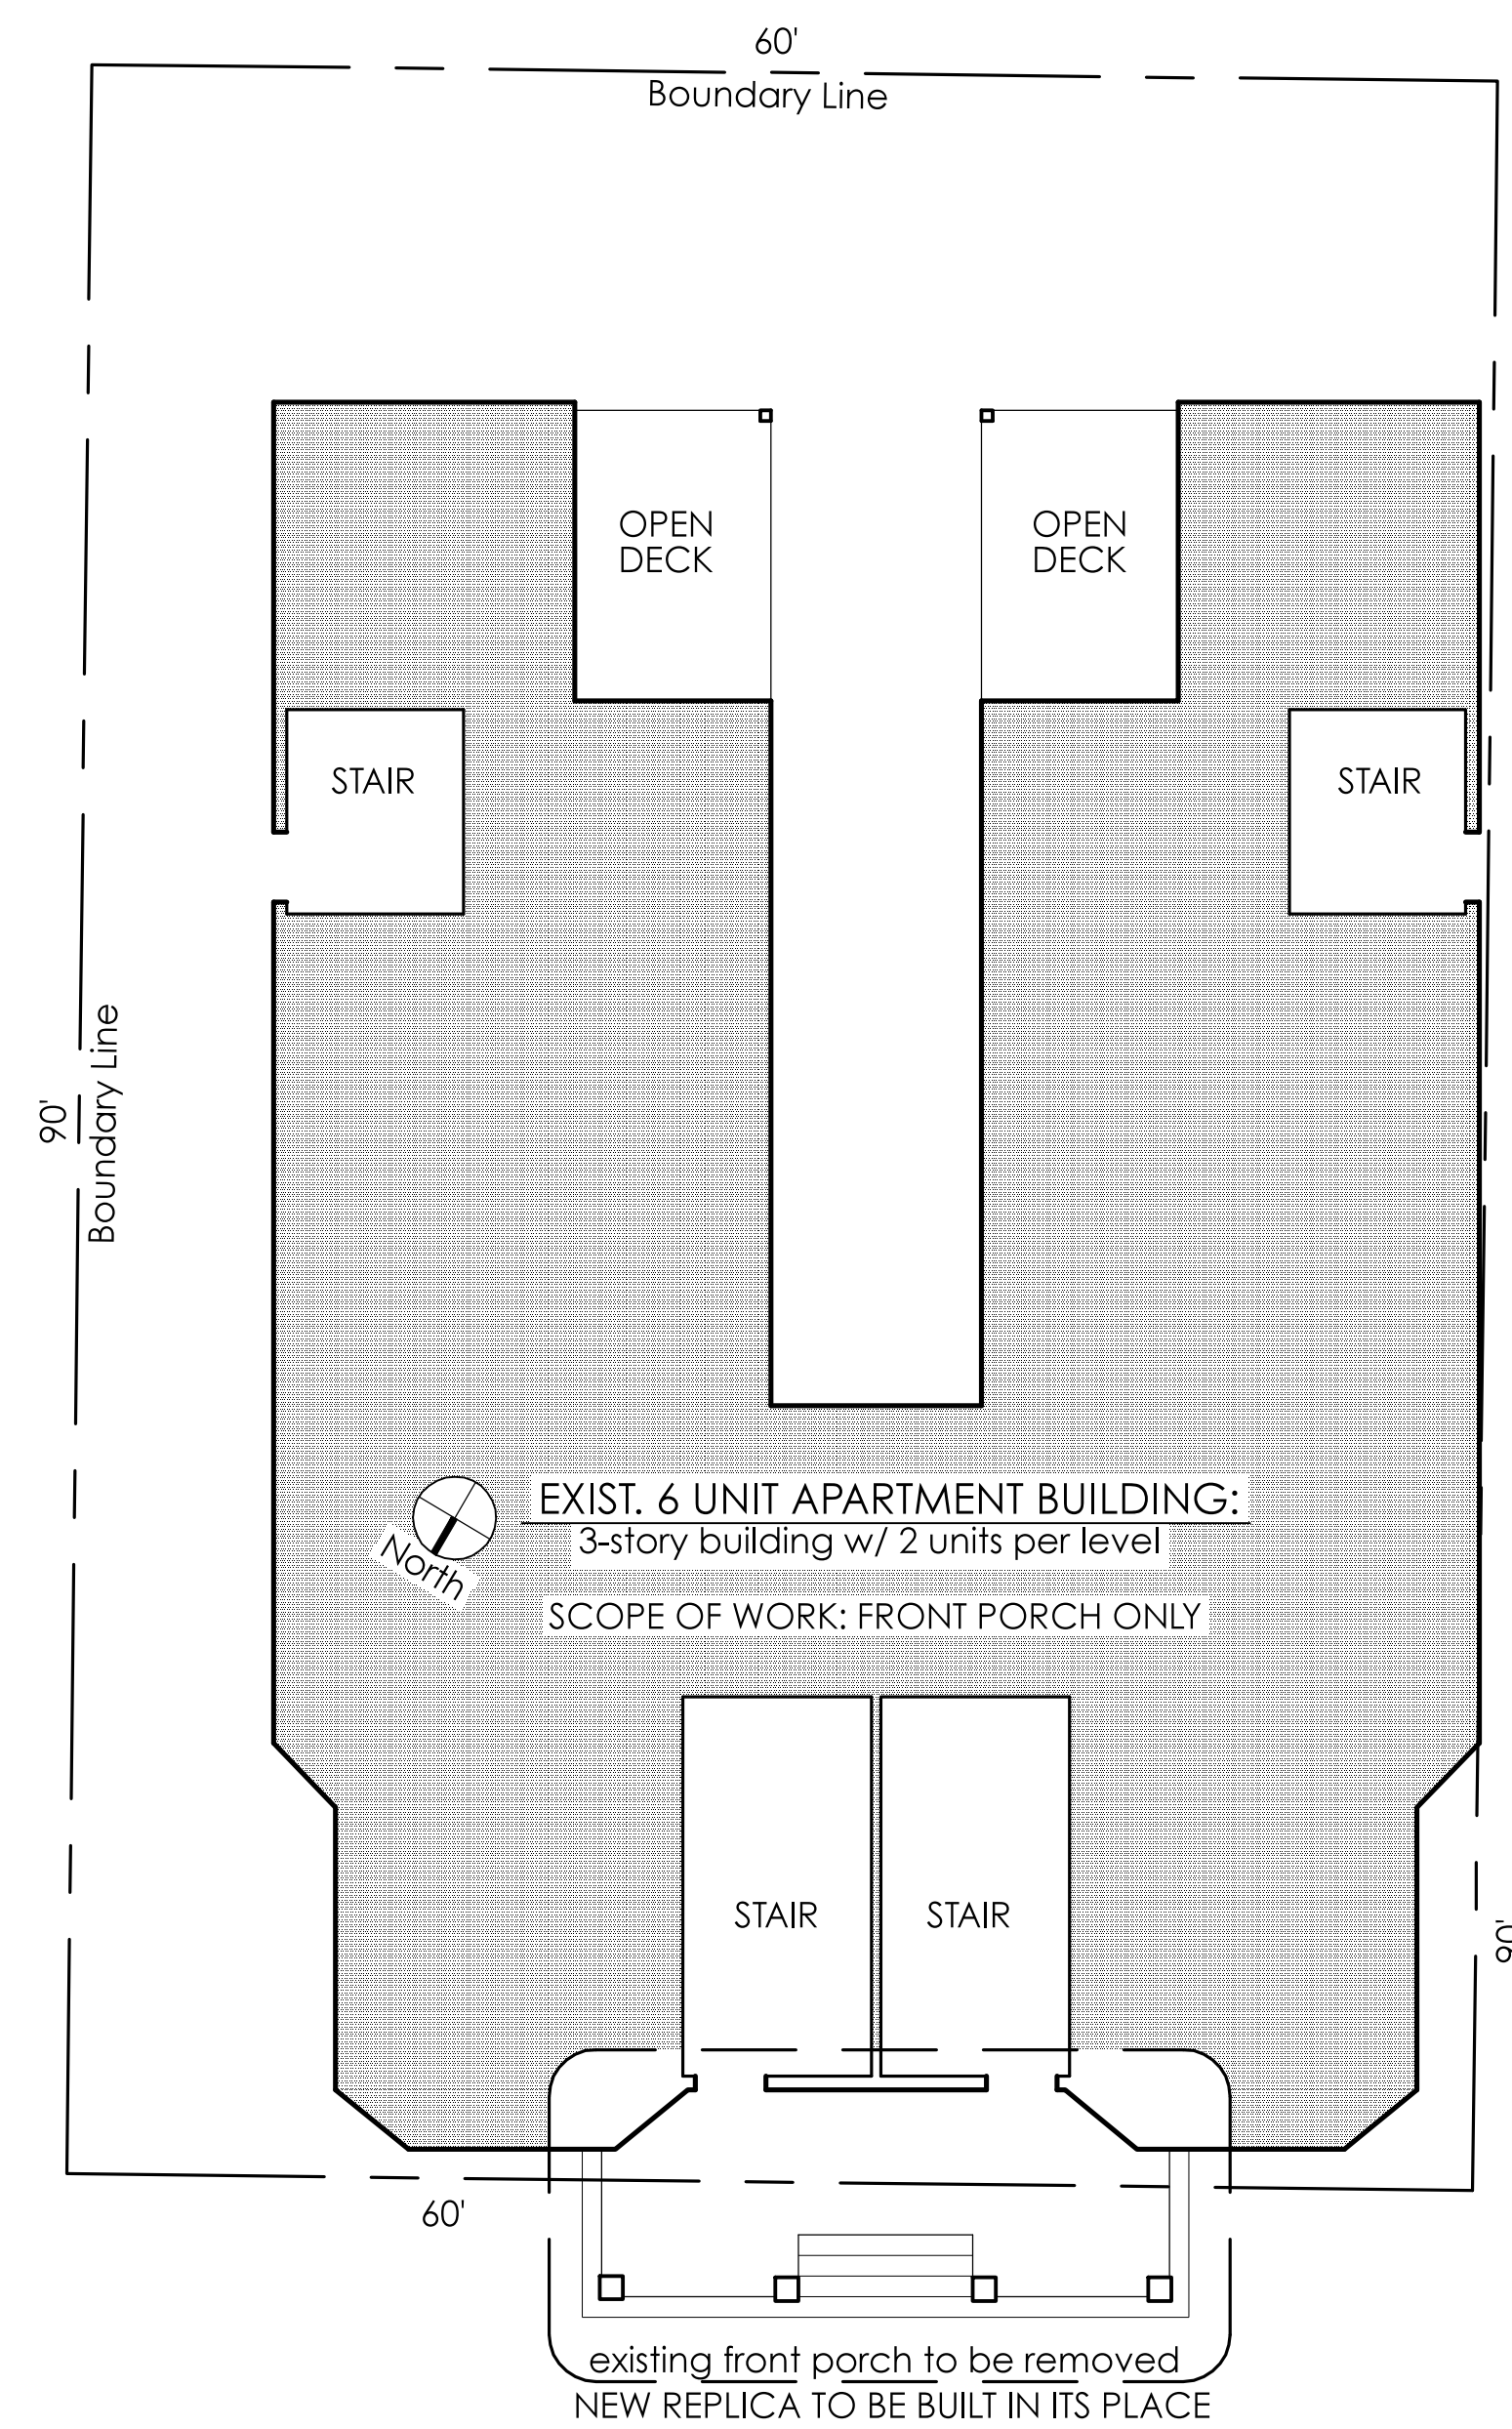 60'
Boundary Line
OPEN
DECK
OPEN
DECK
STAIR
STAIR
90'
Boundary Line
EXIST. 6 UNIT APARTMENT BUILDING:
3-story building w/ 2 units per level
North
SCOPE OF WORK: FRONT PORCH ONLY
STAIR
STAIR
90'
60'
existing front porch to be removed
NEW REPLICA TO BE BUILT IN ITS PLACE